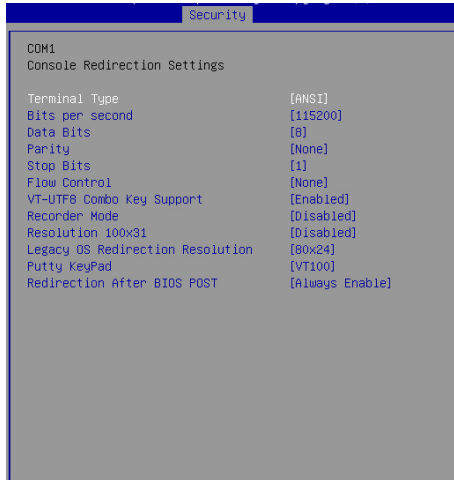 Security
COM1
Console Redirection Settings
Terminal Type [ANSI]
Bits per second [115200]
Data Bits [8]
Parity [None]
Stop Bits [1]
Flow Control [None]
VT-UTF8 Combo Key Support [Enabled]
Recorder Mode [Disabled]
Resolution 100x31 [Disabled]
Legacy OS Redirection Resolution [80x24]
Putty KeyPad [VT100]
Redirection After BIOS POST [Always Enable]